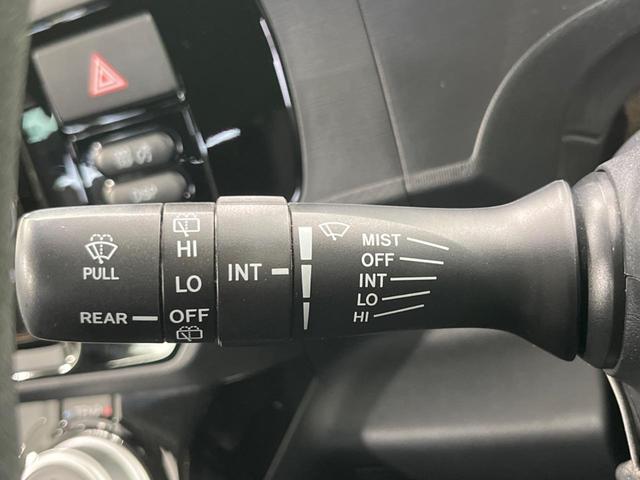 PULL
REAR
HI
LO
OFF
INT
MIST
OFF
INT
LO
HI